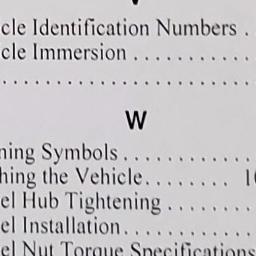 cle Identification Numbers .
cle Immersion . . . . . . . . . . .
. . . . . . . . . . . . . . . . . . . . . .
W
ning Symbols . . . . . . . . . . . .
hing the Vehicle . . . . . . . . 1
el Hub Tightening . . . . . . . .
el Installation . . . . . . . . . . . .
el Nut Torque Specifications